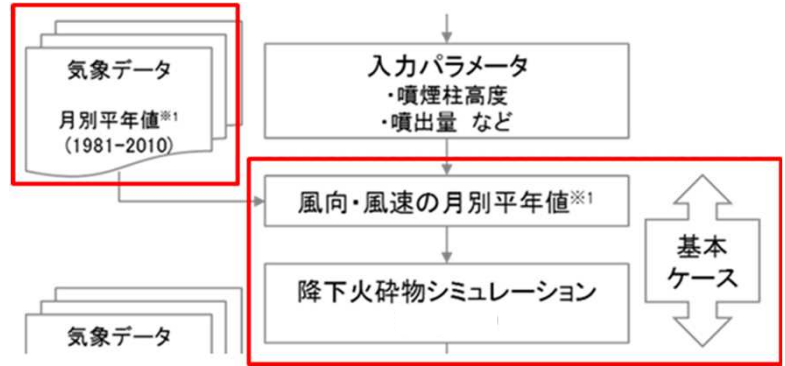 気象データ
月別平年値※1
(1981-2010)
入力パラメータ
・噴煙柱高度
・噴出量 など
風向・風速の月別平年値※1
降下火砕物シミュレーション
基本
ケース
気象データ